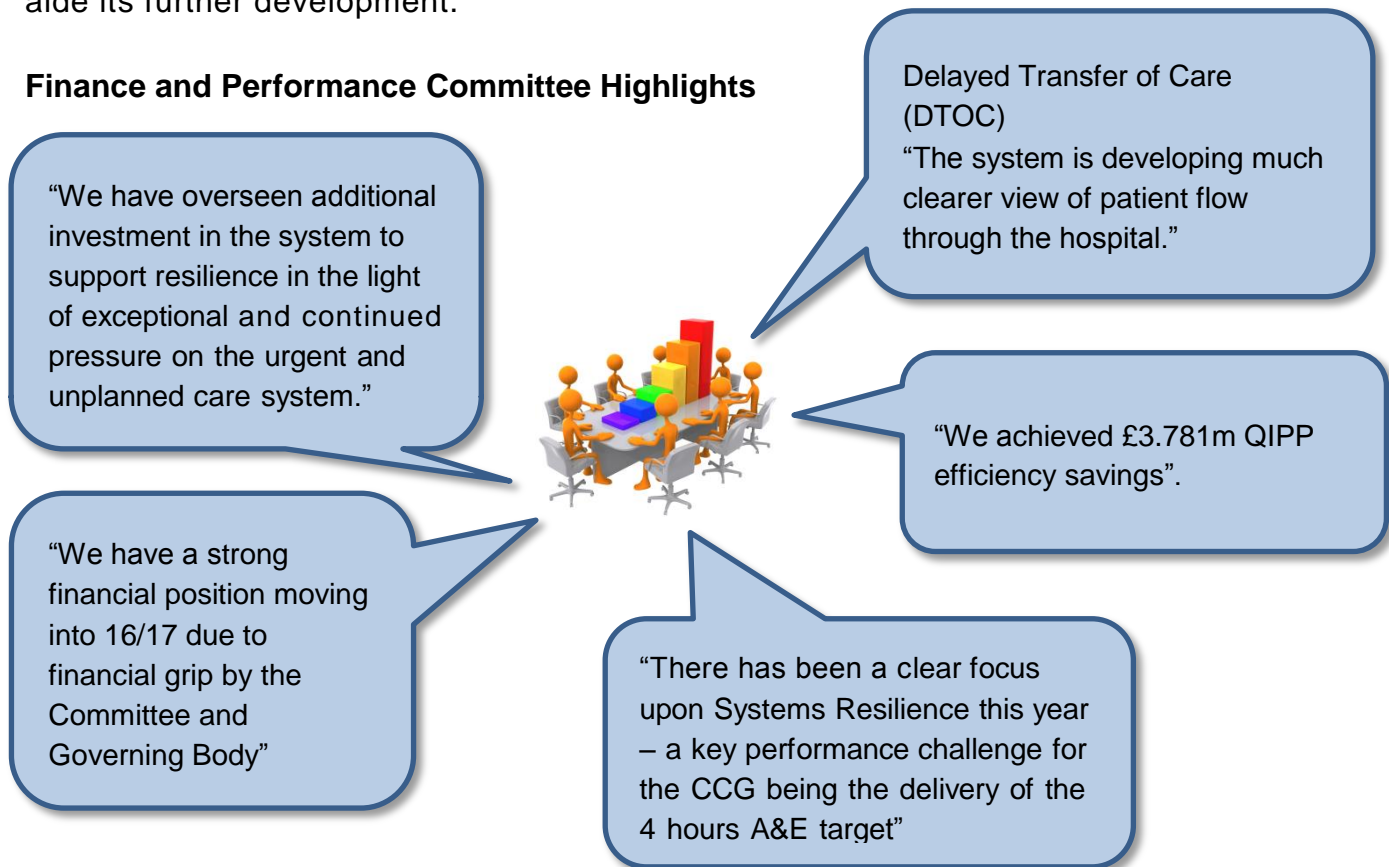 aide its further development.
Finance and Performance Committee Highlights
“We have overseen additional
investment in the system to
support resilience in the light
of exceptional and continued
pressure on the urgent and
unplanned care system.”
Delayed Transfer of Care
(DTOC)
“The system is developing much
clearer view of patient flow
through the hospital.”
“We achieved £3.781m QIPP
efficiency savings”.
“We have a strong
financial position moving
into 16/17 due to
financial grip by the
Committee and
Governing Body”
“There has been a clear focus
upon Systems Resilience this year
– a key performance challenge for
the CCG being the delivery of the
4 hours A&E target”